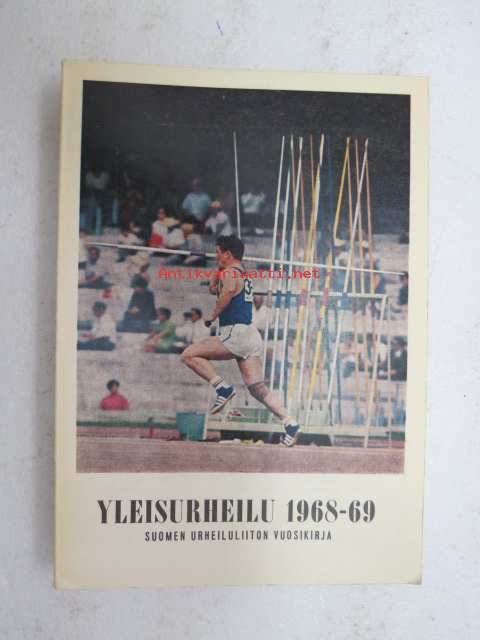 Antikvariaatti.net
YLEISURHEILU 1968-69
SUOMEN URHEILULIITON VUOSIKIRJA